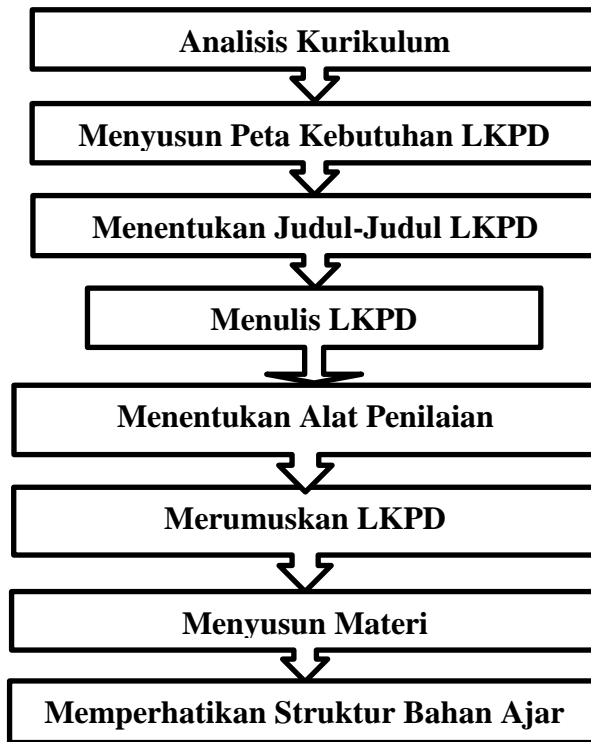 Analisis Kurikulum
Menyusun Peta Kebutuhan LKPD
Menentukan Judul-Judul LKPD
Menulis LKPD
Menentukan Alat Penilaian
Merumuskan LKPD
Menyusun Materi
Memperhatikan Struktur Bahan Ajar